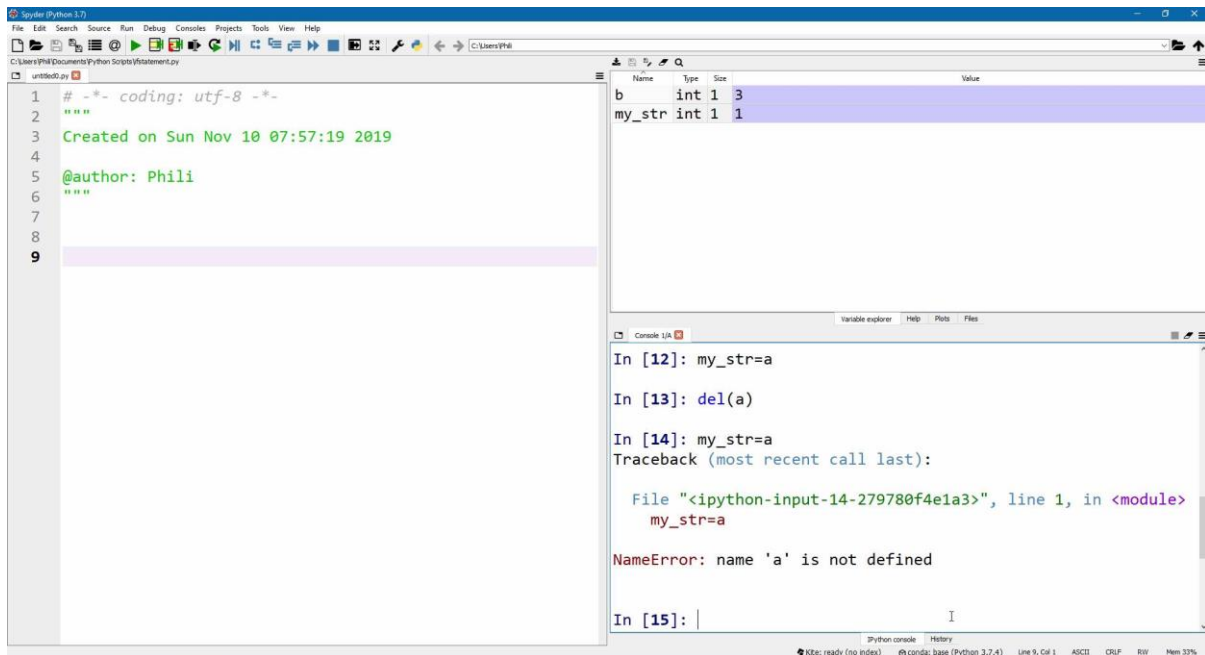 Spyder (Python 3.7)
File Edit Search Source Run Debug Consoles Projects Tools View Help
C:\Users\Phili
C:\Users\Phili\Documents\Python Scripts\ifstatement.py
untitled0.py
1 # -*- coding: utf-8 -*-
2 """
3 Created on Sun Nov 10 07:57:19 2019
4
5 @author: Phili
6 """
7
8
9
Name Type Size Value
b int 1 3
my_str int 1 1
Variable explorer Help Plots Files
Console 1/A
In [12]: my_str=a
In [13]: del(a)
In [14]: my_str=a
Traceback (most recent call last):
File "<ipython-input-14-279780f4e1a3>", line 1, in <module>
my_str=a
NameError: name 'a' is not defined
In [15]:
IPython console History
Kite: ready (no index) conda: base (Python 3.7.4) Line 9, Col 1 ASCII CRLF RW Mem 33%